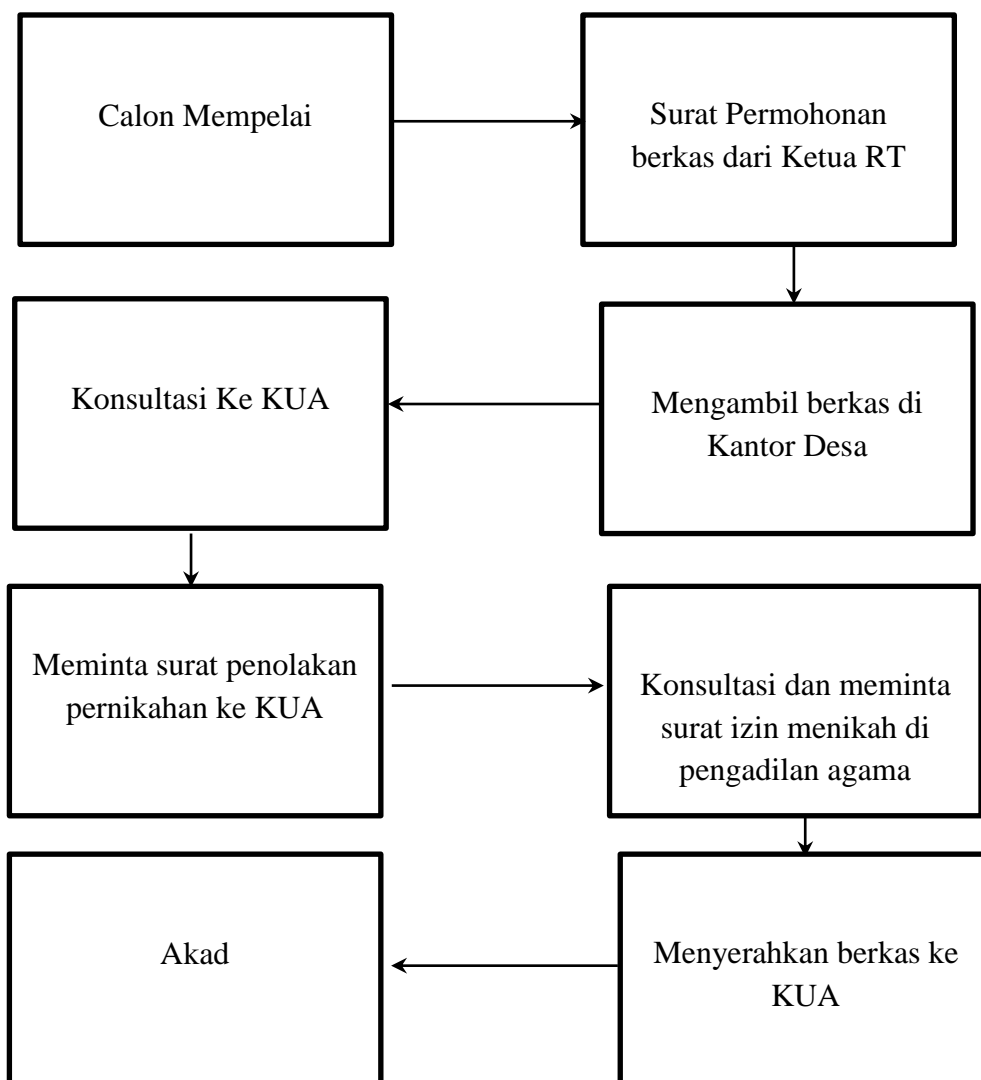 Calon Mempelai
Surat Permohonan
berkas dari Ketua RT
Mengambil berkas di
Kantor Desa
Konsultasi Ke KUA
Meminta surat penolakan
pernikahan ke KUA
Konsultasi dan meminta
surat izin menikah di
pengadilan agama
Menyerahkan berkas ke
KUA
Akad